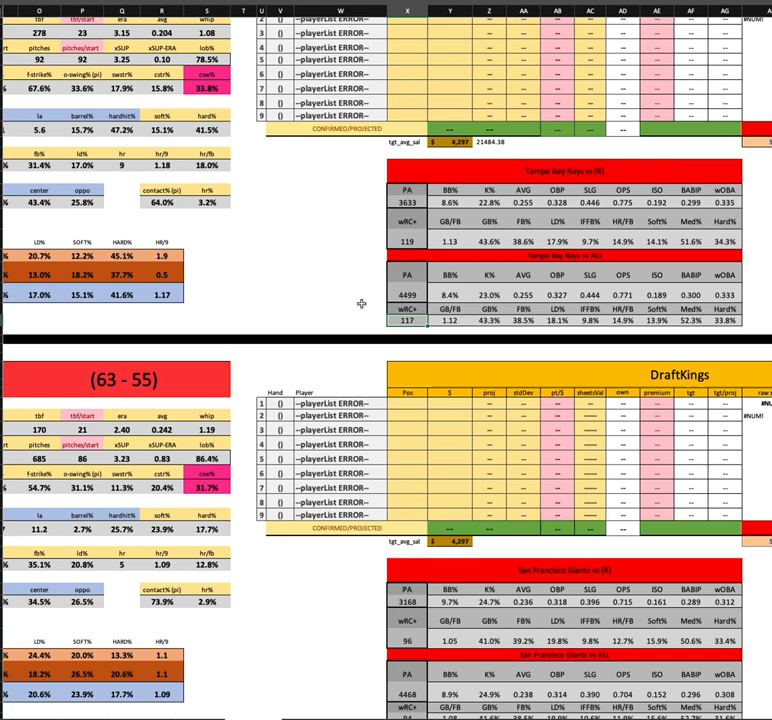 O P Q R S T U V W X Y Z AA AB AC AD AE AF AG AH
tbf tbf/start era avg whip 2 () --playerList ERROR-- -- -- -- -- -- -- -- -- #NUM!
278 23 3.15 0.204 1.08 3 () --playerList ERROR-- -- -- -- -- -- -- -- --
pitches pitches/start xSUP xSUP-ERA lob% 4 () --playerList ERROR-- -- -- -- -- -- -- -- --
92 92 3.25 0.10 78.5% 5 () --playerList ERROR-- -- -- -- -- -- -- -- --
f-strike% o-swing% (pi) swstr% cstr% csw% 6 () --playerList ERROR-- -- -- -- -- -- -- -- --
67.6% 33.6% 17.9% 15.8% 33.8% 7 () --playerList ERROR-- -- -- -- -- -- -- -- --
8 () --playerList ERROR-- -- -- -- -- -- -- -- --
la barrel% hardhit% soft% hard% 9 () --playerList ERROR-- -- -- -- -- -- -- -- --
5.6 15.7% 47.2% 15.1% 41.5% CONFIRMED/PROJECTED -- -- -- -- --
tgt_avg_sal $ 4,297 21484.38
fb% ld% hr hr/9 hr/fb
31.4% 17.0% 9 1.18 18.0% Tampa Bay Rays vs (R)
center oppo contact% (pi) hr% PA BB% K% AVG OBP SLG OPS ISO BABIP wOBA
43.4% 25.8% 64.0% 3.2% 3633 8.6% 22.8% 0.255 0.328 0.446 0.775 0.192 0.299 0.335
wRC+ GB/FB GB% FB% LD% IFFB% HR/FB Soft% Med% Hard%
LD% SOFT% HARD% HR/9 119 1.13 43.6% 38.6% 17.9% 9.7% 14.9% 14.1% 51.6% 34.3%
% 20.7% 12.2% 45.1% 1.9 Tampa Bay Rays vs ALL
% 13.0% 18.2% 37.7% 0.5 PA BB% K% AVG OBP SLG OPS ISO BABIP wOBA
% 17.0% 15.1% 41.6% 1.17 4499 8.4% 23.0% 0.255 0.327 0.444 0.771 0.189 0.300 0.333
wRC+ GB/FB GB% FB% LD% IFFB% HR/FB Soft% Med% Hard%
117 1.12 43.3% 38.5% 18.1% 9.8% 14.9% 13.9% 52.3% 33.8%
(63 - 55) DraftKings
Hand Player Pos $ proj stdDev pt/$ sheetsVal own premium tgt tgt/proj
1 () --playerList ERROR-- -- -- -- -- -- -- -- --
tbf tbf/start era avg whip 2 () --playerList ERROR-- -- -- -- ---- -- -- -- -- #NUM!
170 21 2.40 0.242 1.19 3 () --playerList ERROR-- -- -- -- ---- -- -- -- --
pitches pitches/start xSUP xSUP-ERA lob% 4 () --playerList ERROR-- -- -- -- ---- -- -- -- --
685 86 3.23 0.83 86.4% 5 () --playerList ERROR-- -- -- -- ---- -- -- -- --
f-strike% o-swing% (pi) swstr% cstr% csw% 6 () --playerList ERROR-- -- -- -- ---- -- -- -- --
54.7% 31.1% 11.3% 20.4% 31.7% 7 () --playerList ERROR-- -- -- -- ---- -- -- -- --
8 () --playerList ERROR-- -- -- -- ---- -- -- -- --
la barrel% hardhit% soft% hard% 9 () --playerList ERROR-- -- -- -- ---- -- -- -- --
11.2 2.7% 25.7% 23.9% 17.7% CONFIRMED/PROJECTED -- -- -- -- --
tgt_avg_sal $ 4,297
fb% ld% hr hr/9 hr/fb
35.1% 20.8% 5 1.09 12.8% San Francisco Giants vs (R)
center oppo contact% (pi) hr% PA BB% K% AVG OBP SLG OPS ISO BABIP wOBA
34.5% 26.5% 73.9% 2.9% 3168 9.7% 24.7% 0.236 0.318 0.396 0.715 0.161 0.289 0.312
wRC+ GB/FB GB% FB% LD% IFFB% HR/FB Soft% Med% Hard%
LD% SOFT% HARD% HR/9 96 1.05 41.0% 39.2% 19.8% 9.8% 12.7% 15.9% 50.6% 33.4%
% 24.4% 20.0% 13.3% 1.1 San Francisco Giants vs ALL
% 18.2% 26.5% 20.6% 1.1 PA BB% K% AVG OBP SLG OPS ISO BABIP wOBA
% 20.6% 23.9% 17.7% 1.09 4468 8.9% 24.9% 0.238 0.314 0.390 0.704 0.152 0.296 0.308
wRC+ GB/FB GB% FB% LD% IFFB% HR/FB Soft% Med% Hard%